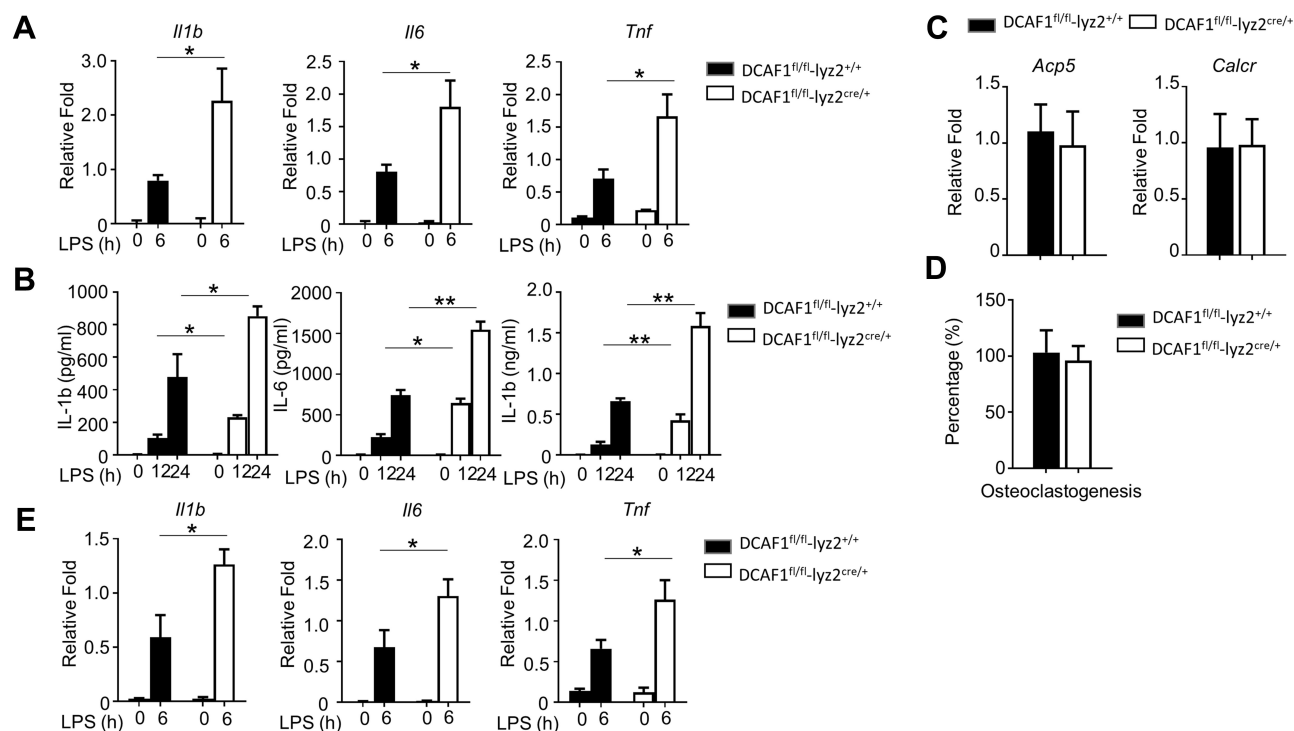 A
Il1b
Il6
Tnf
Relative Fold
3.0
2.0
1.0
0
LPS (h) 0 6 0 6
*
Relative Fold
2.5
2.0
1.5
1.0
0.5
0
0 6 0 6
*
Relative Fold
2.5
2.0
1.5
1.0
0.5
0
LPS (h) 0 6 0 6
*
DCAF1fl/fl-lyz2+/+
DCAF1fl/fl-lyz2cre/+
C
DCAF1fl/fl-lyz2+/+ DCAF1fl/fl-lyz2cre/+
Acp5
Calcr
Relative Fold
1.5
1.0
0.5
0
Relative Fold
1.5
1.0
0.5
0
B
IL-1b (pg/ml)
1000
800
600
400
200
0
LPS (h) 0 1224 0 1224
*
*
IL-6 (pg/ml)
2000
1500
1000
500
0
LPS (h) 0 1224 0 1224
**
*
IL-1b (ng/ml)
2.0
1.5
1.0
0.5
0
LPS (h) 0 1224 0 1224
**
**
DCAF1fl/fl-lyz2+/+
DCAF1fl/fl-lyz2cre/+
D
Percentage (%)
150
100
50
0
Osteoclastogenesis
DCAF1fl/fl-lyz2+/+
DCAF1fl/fl-lyz2cre/+
E
Il1b
Il6
Tnf
Relative Fold
1.5
1.0
0.5
0
LPS (h) 0 6 0 6
*
Relative Fold
2.0
1.5
1.0
0.5
0
LPS (h) 0 6 0 6
*
Relative Fold
2.0
1.5
1.0
0.5
0
LPS (h) 0 6 0 6
*
DCAF1fl/fl-lyz2+/+
DCAF1fl/fl-lyz2cre/+